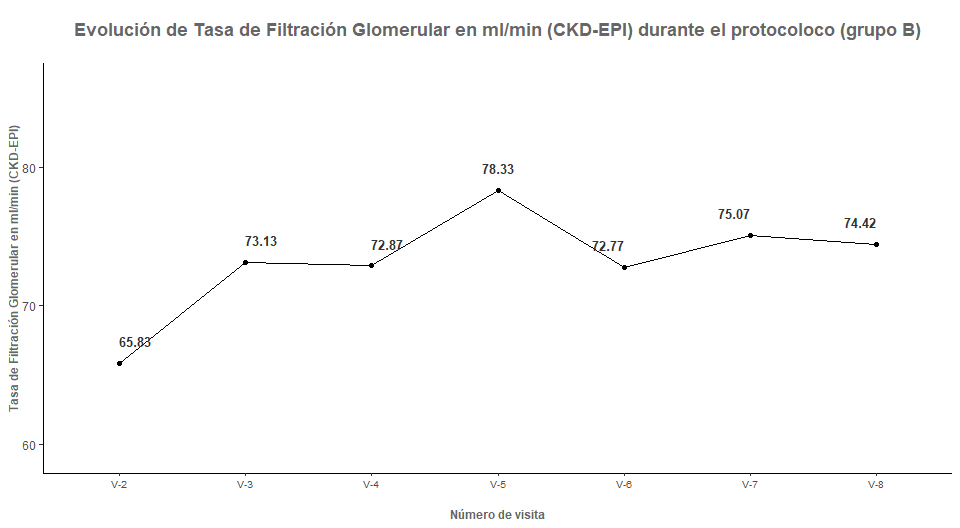 Evolución de Tasa de Filtración Glomerular en ml/min (CKD-EPI) durante el protocoloco (grupo B)
Tasa de Filtración Glomerular en ml/min (CKD-EPI)
80
70
60
65.83
73.13
72.87
78.33
72.77
75.07
74.42
V-2
V-3
V-4
V-5
V-6
V-7
V-8
Número de visita